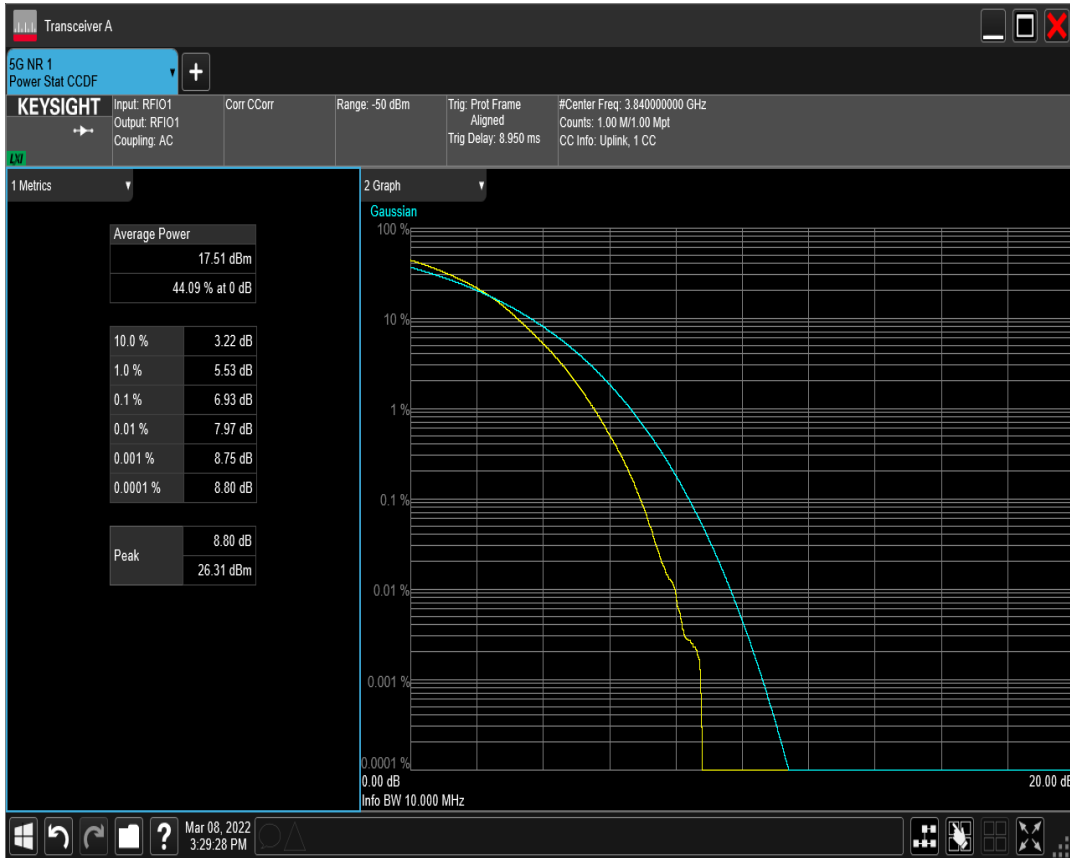 Transceiver A
5G NR 1
Power Stat CCDF
KEYSIGHT
LXI
Input: RFIO1
Output: RFIO1
Coupling: AC
Corr CCorr
Range: -50 dBm
Trig: Prot Frame
Aligned
Trig Delay: 8.950 ms
#Center Freq: 3.840000000 GHz
Counts: 1.00 M/1.00 Mpt
CC Info: Uplink, 1 CC
1 Metrics
Average Power
17.51 dBm
44.09 % at 0 dB
10.0 % 3.22 dB
1.0 % 5.53 dB
0.1 % 6.93 dB
0.01 % 7.97 dB
0.001 % 8.75 dB
0.0001 % 8.80 dB
Peak
8.80 dB
26.31 dBm
2 Graph
Gaussian
100 %
10 %
1 %
0.1 %
0.01 %
0.001 %
0.0001 %
0.00 dB
20.00 dB
Info BW 10.000 MHz
?
Mar 08, 2022
3:29:28 PM